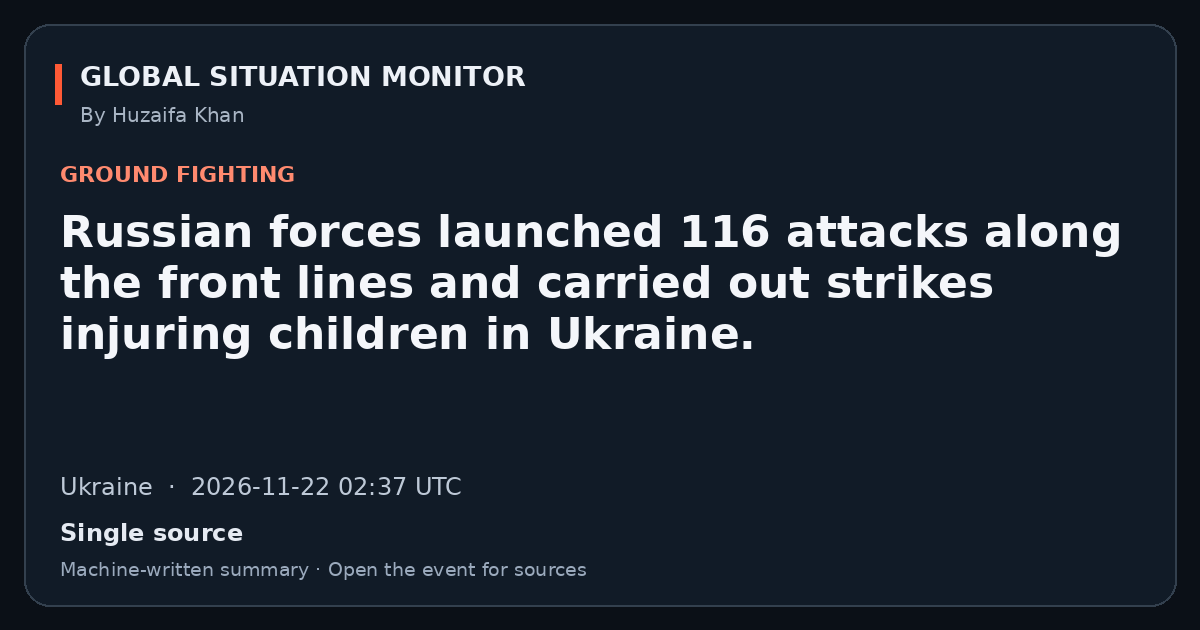 GLOBAL SITUATION MONITOR
By Huzaifa Khan
GROUND FIGHTING
Russian forces launched 116 attacks along
the front lines and carried out strikes
injuring children in Ukraine.
Ukraine · 2026-11-22 02:37 UTC
Single source
Machine-written summary · Open the event for sources